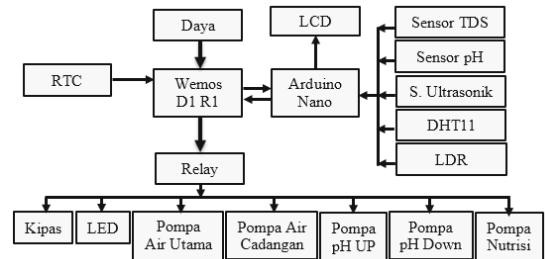 Daya
LCD
Sensor TDS
Sensor pH
RTC
Wemos
D1 R1
Arduino
Nano
S. Ultrasonik
DHT11
LDR
Relay
Kipas
LED
Pompa
Air Utama
Pompa Air
Cadangan
Pompa
pH UP
Pompa
pH Down
Pompa
Nutrisi